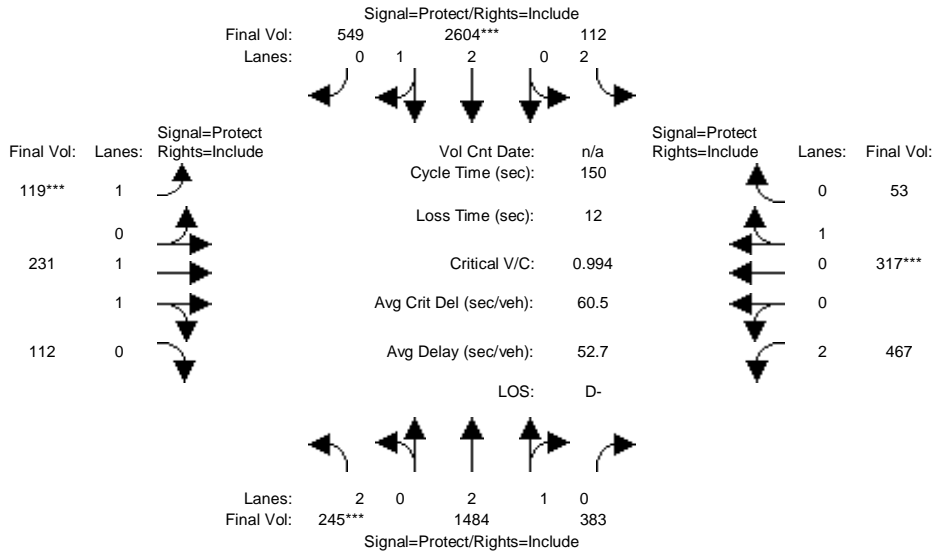 Signal=Protect/Rights=Include
Final Vol: 549 2604*** 112
Lanes: 0 1 2 0 2
Signal=Protect Signal=Protect
Final Vol: Lanes: Rights=Include Vol Cnt Date: n/a Rights=Include Lanes: Final Vol:
Cycle Time (sec): 150
119*** 1 0 53
Loss Time (sec): 12
0 1
231 1 Critical V/C: 0.994 0 317***
1 Avg Crit Del (sec/veh): 60.5 0
112 0 Avg Delay (sec/veh): 52.7 2 467
LOS: D-
Lanes: 2 0 2 1 0
Final Vol: 245*** 1484 383
Signal=Protect/Rights=Include